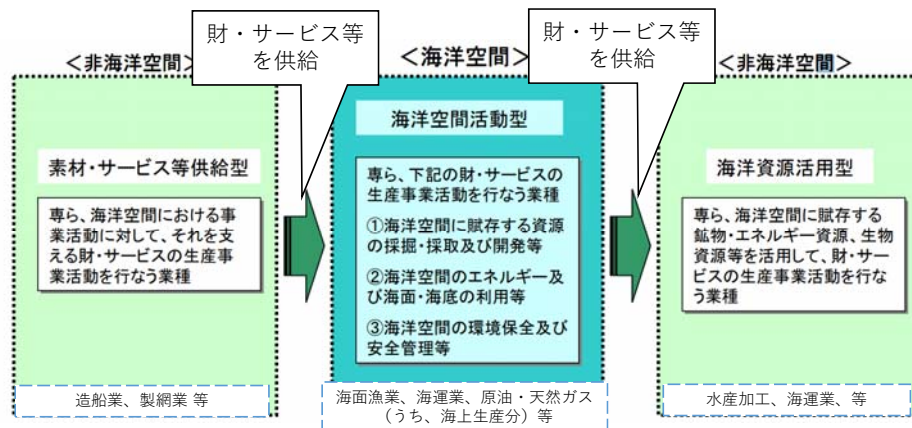 財・サービス等
を供給
財・サービス等
を供給
＜非海洋空間＞
＜海洋空間＞
＜非海洋空間＞
素材・サービス等供給型
専ら、海洋空間における事
業活動に対して、それを支
える財・サービスの生産事
業活動を行なう業種
造船業、製網業 等
海洋空間活動型
専ら、下記の財・サービスの
生産事業活動を行なう業種
①海洋空間に賦存する資源
の採掘・採取及び開発等
②海洋空間のエネルギー及
び海面・海底の利用等
③海洋空間の環境保全及び
安全管理等
海面漁業、海運業、原油・天然ガス
（うち、海上生産分）等
海洋資源活用型
専ら、海洋空間に賦存する
鉱物・エネルギー資源、生物
資源等を活用して、財・サー
ビスの生産事業活動を行な
う業種
水産加工、海運業、等